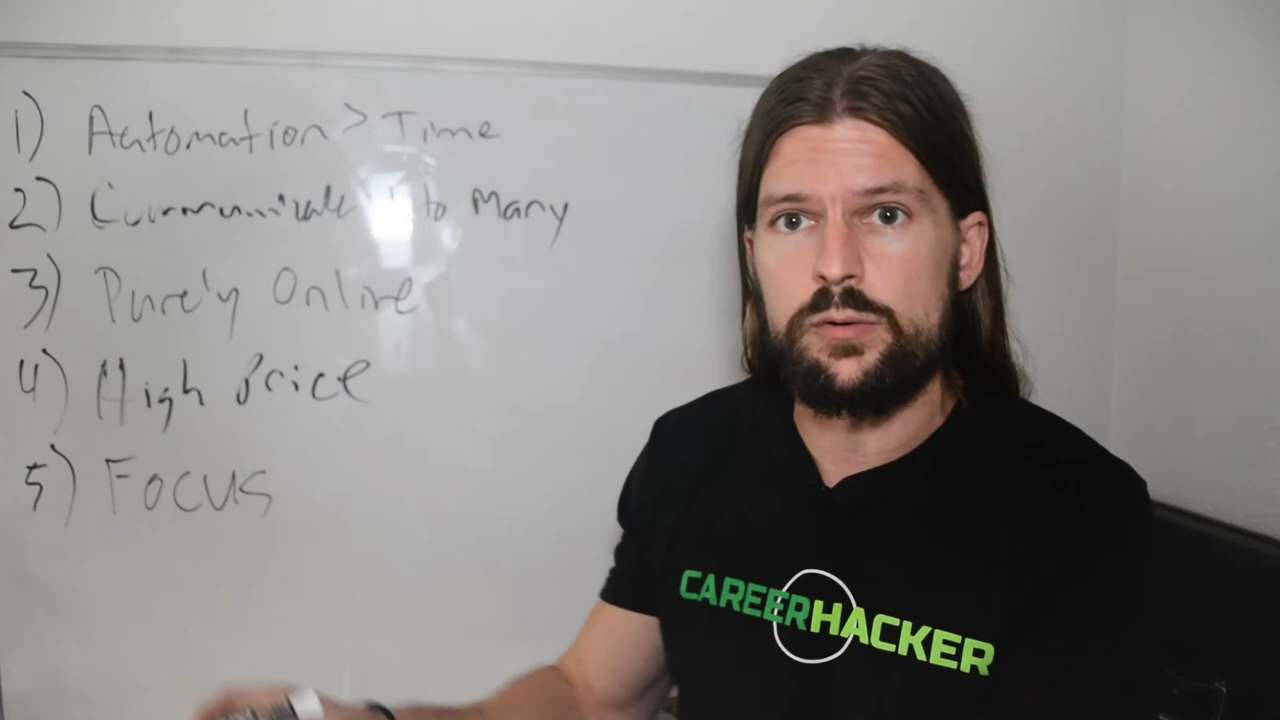 1) Automation > Time
2) Communicate to Many
3) Purely Online
4) High Price
5) Focus
CAREERHACKER